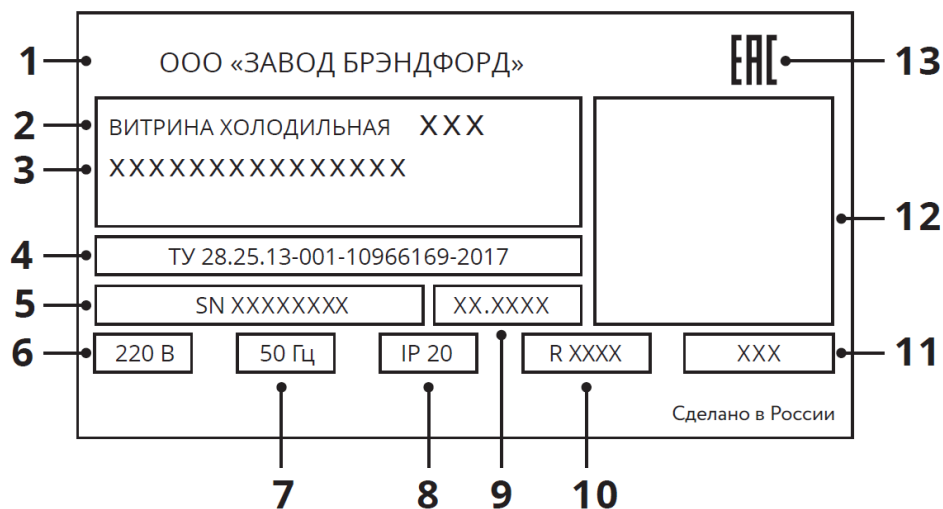 1 ООО «ЗАВОД БРЭНДФОРД» EAC 13
2 ВИТРИНА ХОЛОДИЛЬНАЯ XXX
3 XXXXXXXXXXXXXXX
12
4 ТУ 28.25.13-001-10966169-2017
5 SN XXXXXXXX XX.XXXX
6 220 В 50 Гц IP 20 R XXXX XXX 11
Сделано в России
7 8 9 10